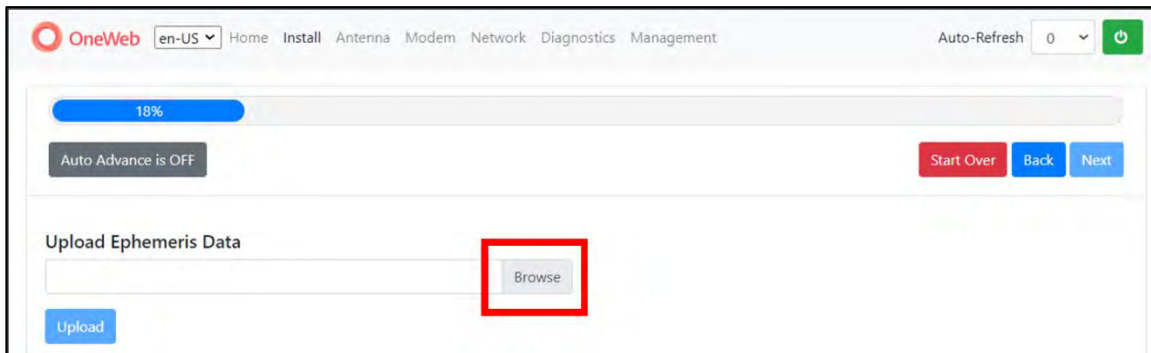 OneWeb en-US Home Install Antenna Modem Network Diagnostics Management Auto-Refresh 0
18%
Auto Advance is OFF Start Over Back Next
Upload Ephemeris Data
Browse
Upload